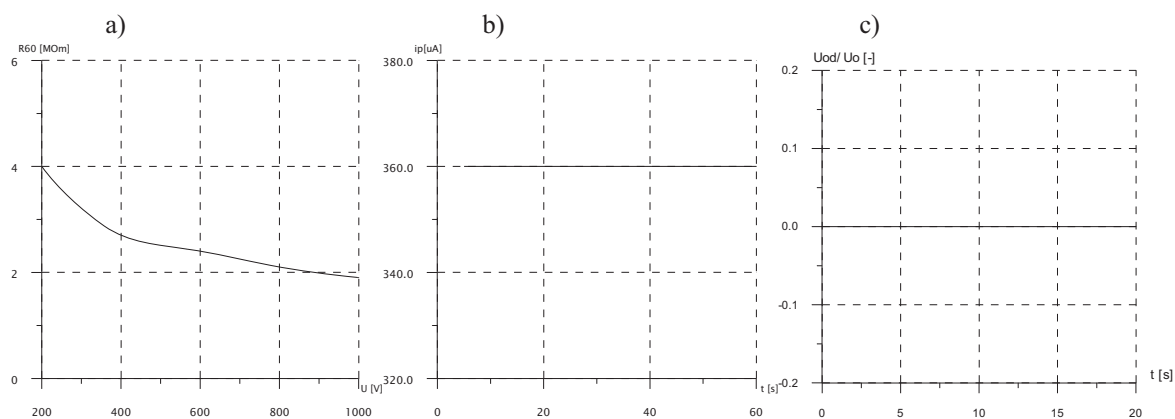 a)
R60 [MOm]
6
4
2
0
200 400 600 800 1000
U [V]
b)
ip[uA]
380.0
360.0
340.0
320.0
0 20 40 60
t [s]
c)
Uod/ Uo [-]
0.2
0.1
0.0
-0.1
-0.2
0 5 10 15 20
t [s]